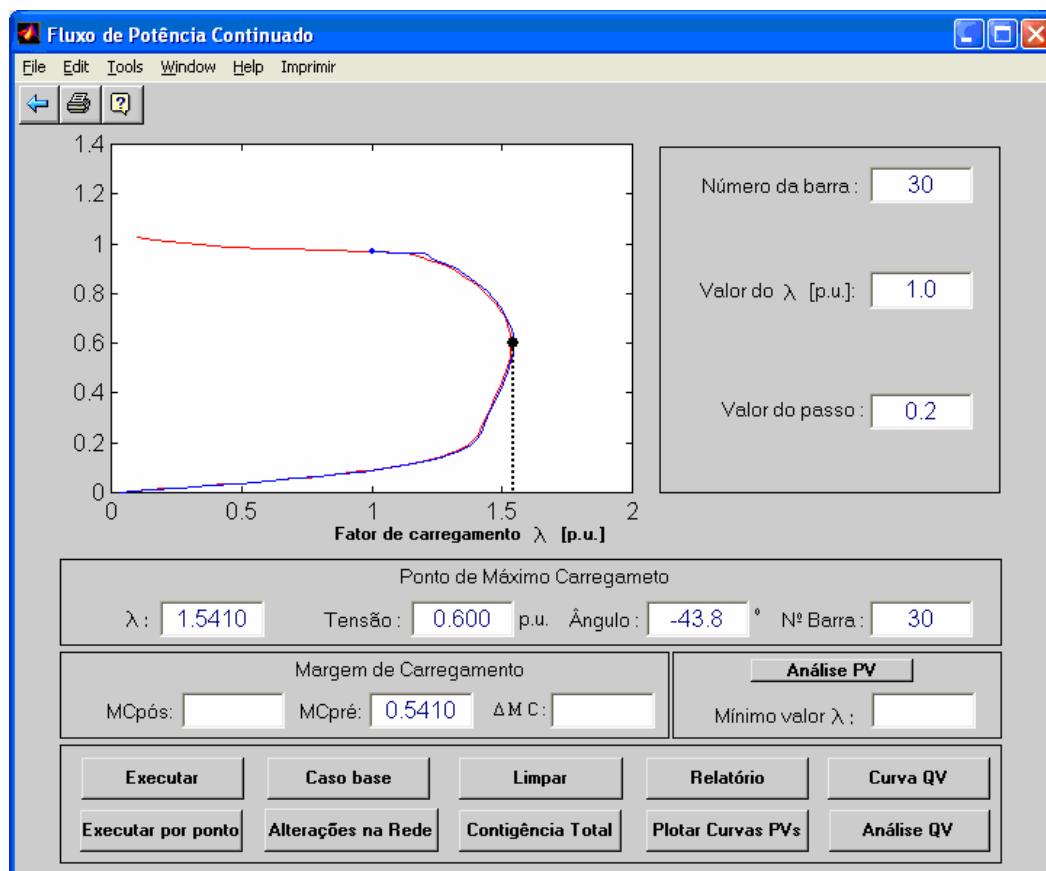 Fluxo de Potência Continuado
File Edit Tools Window Help Imprimir
1.4
1.2
1
0.8
0.6
0.4
0.2
0
0 0.5 1 1.5 2
Fator de carregamento λ [p.u.]
Número da barra : 30
Valor do λ [p.u.]: 1.0
Valor do passo : 0.2
Ponto de Máximo Carregameto
λ : 1.5410 Tensão : 0.600 p.u. Ângulo : -43.8 º Nº Barra : 30
Margem de Carregamento
MCpós: MCpré: 0.5410 ΔMC:
Análise PV
Mínimo valor λ :
Executar Caso base Limpar Relatório Curva QV
Executar por ponto Alterações na Rede Contigência Total Plotar Curvas PVs Análise QV